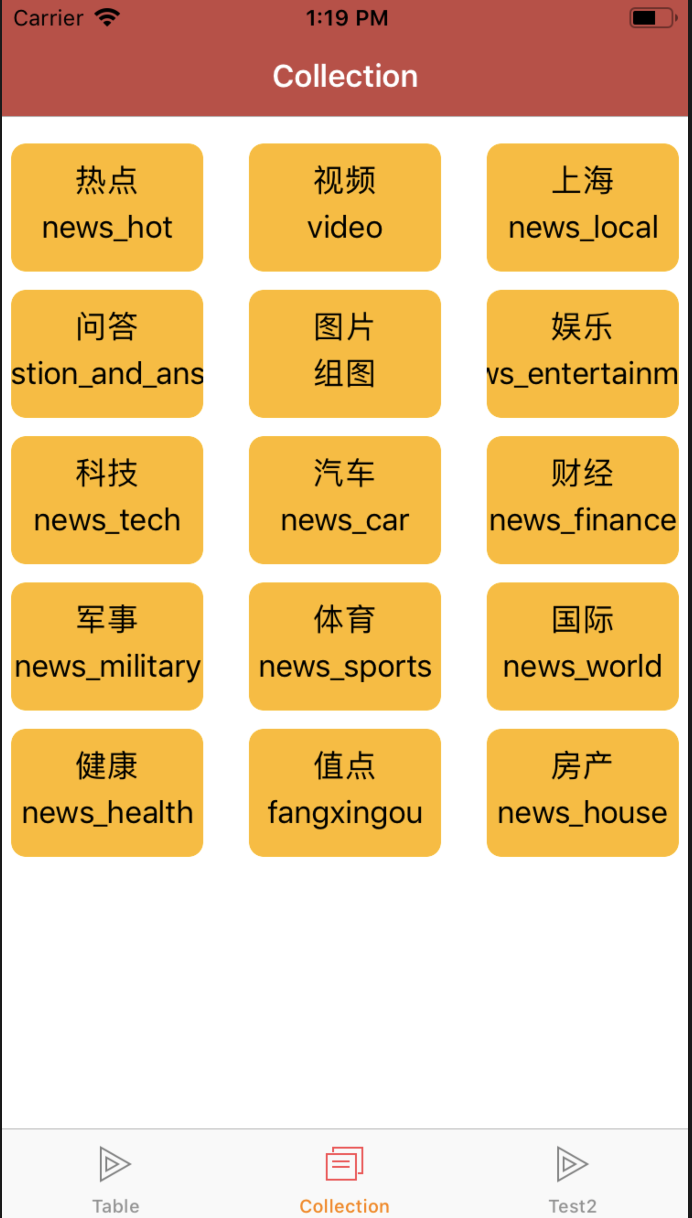 Carrier 1:19 PM
Collection
热点 视频 上海
news_hot video news_local
问答 图片 娱乐
stion_and_ans 组图 ws_entertainm
科技 汽车 财经
news_tech news_car news_finance
军事 体育 国际
news_military news_sports news_world
健康 值点 房产
news_health fangxingou news_house
Table Collection Test2